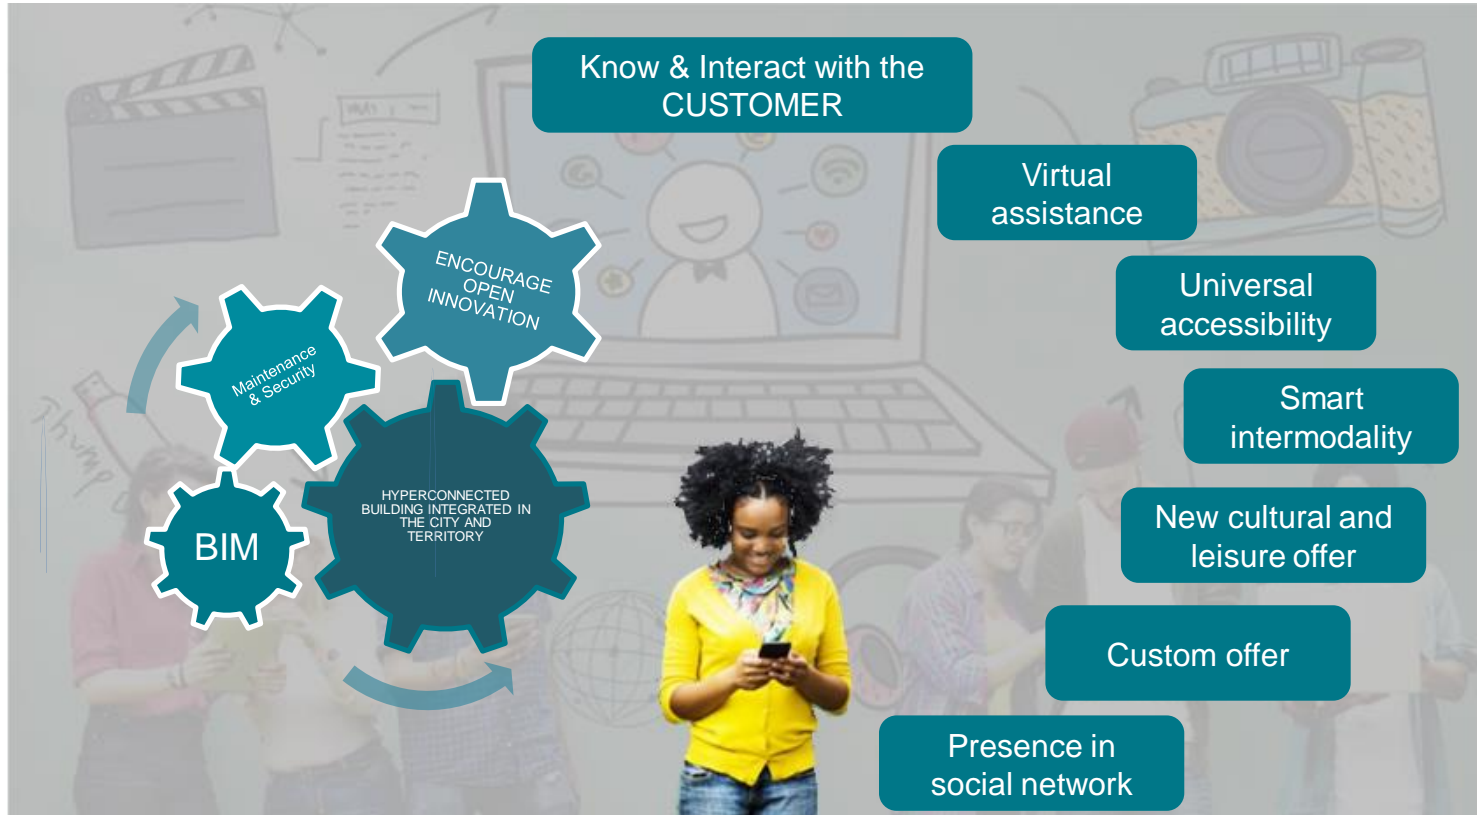 Know & Interact with the
CUSTOMER
Virtual
assistance
Universal
accessibility
Smart
intermodality
New cultural and
leisure offer
Custom offer
Presence in
social network
ENCOURAGE
OPEN
INNOVATION
Maintenance
& Security
HYPERCONNECTED
BUILDING INTEGRATED IN
THE CITY AND
TERRITORY
BIM